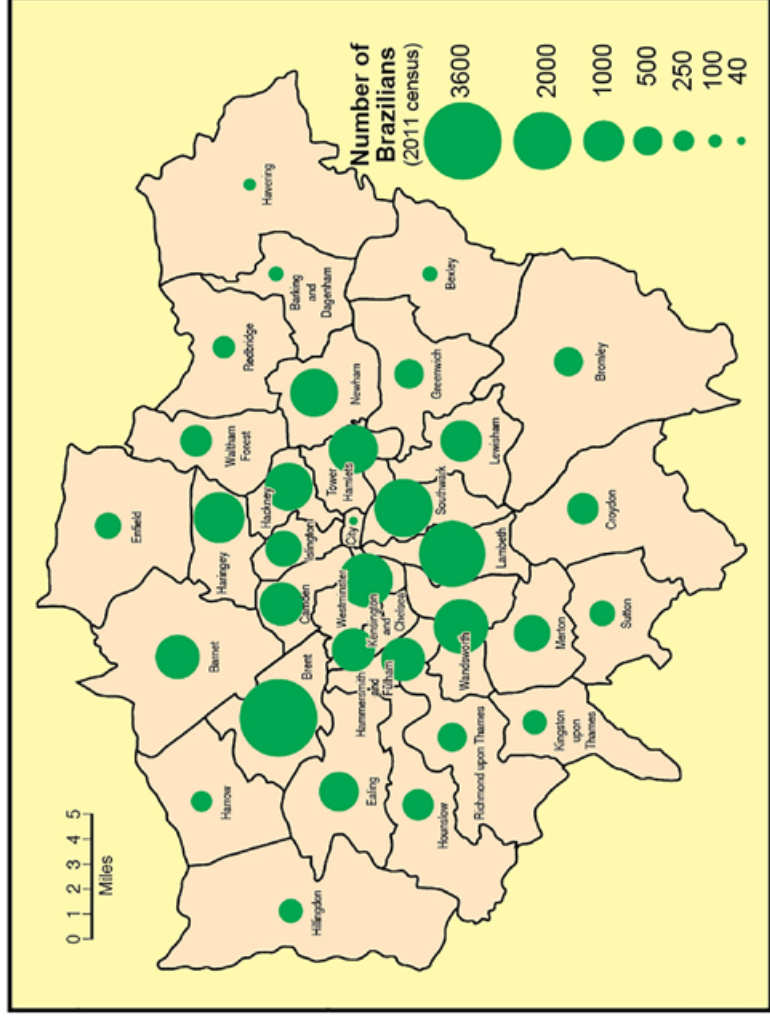 Number of
Brazilians
(2011 census)
3600
2000
1000
500
250
100
40
0 1 2 3 4 5
Miles
Enfield
Barnet
Haringey
Waltham
Forest
Redbridge
Havering
Harrow
Brent
Camden
Islington
Hackney
Newham
Barking
and
Dagenham
Hillingdon
Ealing
Hammersmith
and
Fulham
Kensington
and
Chelsea
Westminster
City
Tower
Hamlets
Hounslow
Richmond upon Thames
Wandsworth
Lambeth
Southwark
Lewisham
Greenwich
Bexley
Kingston
upon
Thames
Merton
Sutton
Croydon
Bromley